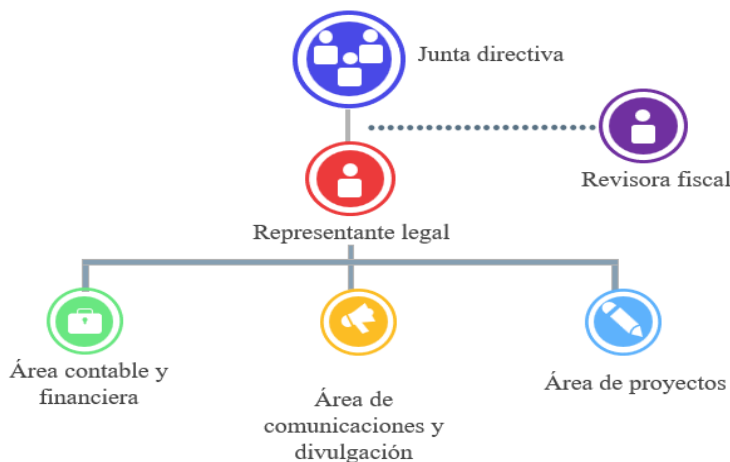 Junta directiva
Revisora fiscal
Representante legal
Área contable y
financiera
Área de
comunicaciones y
divulgación
Área de proyectos